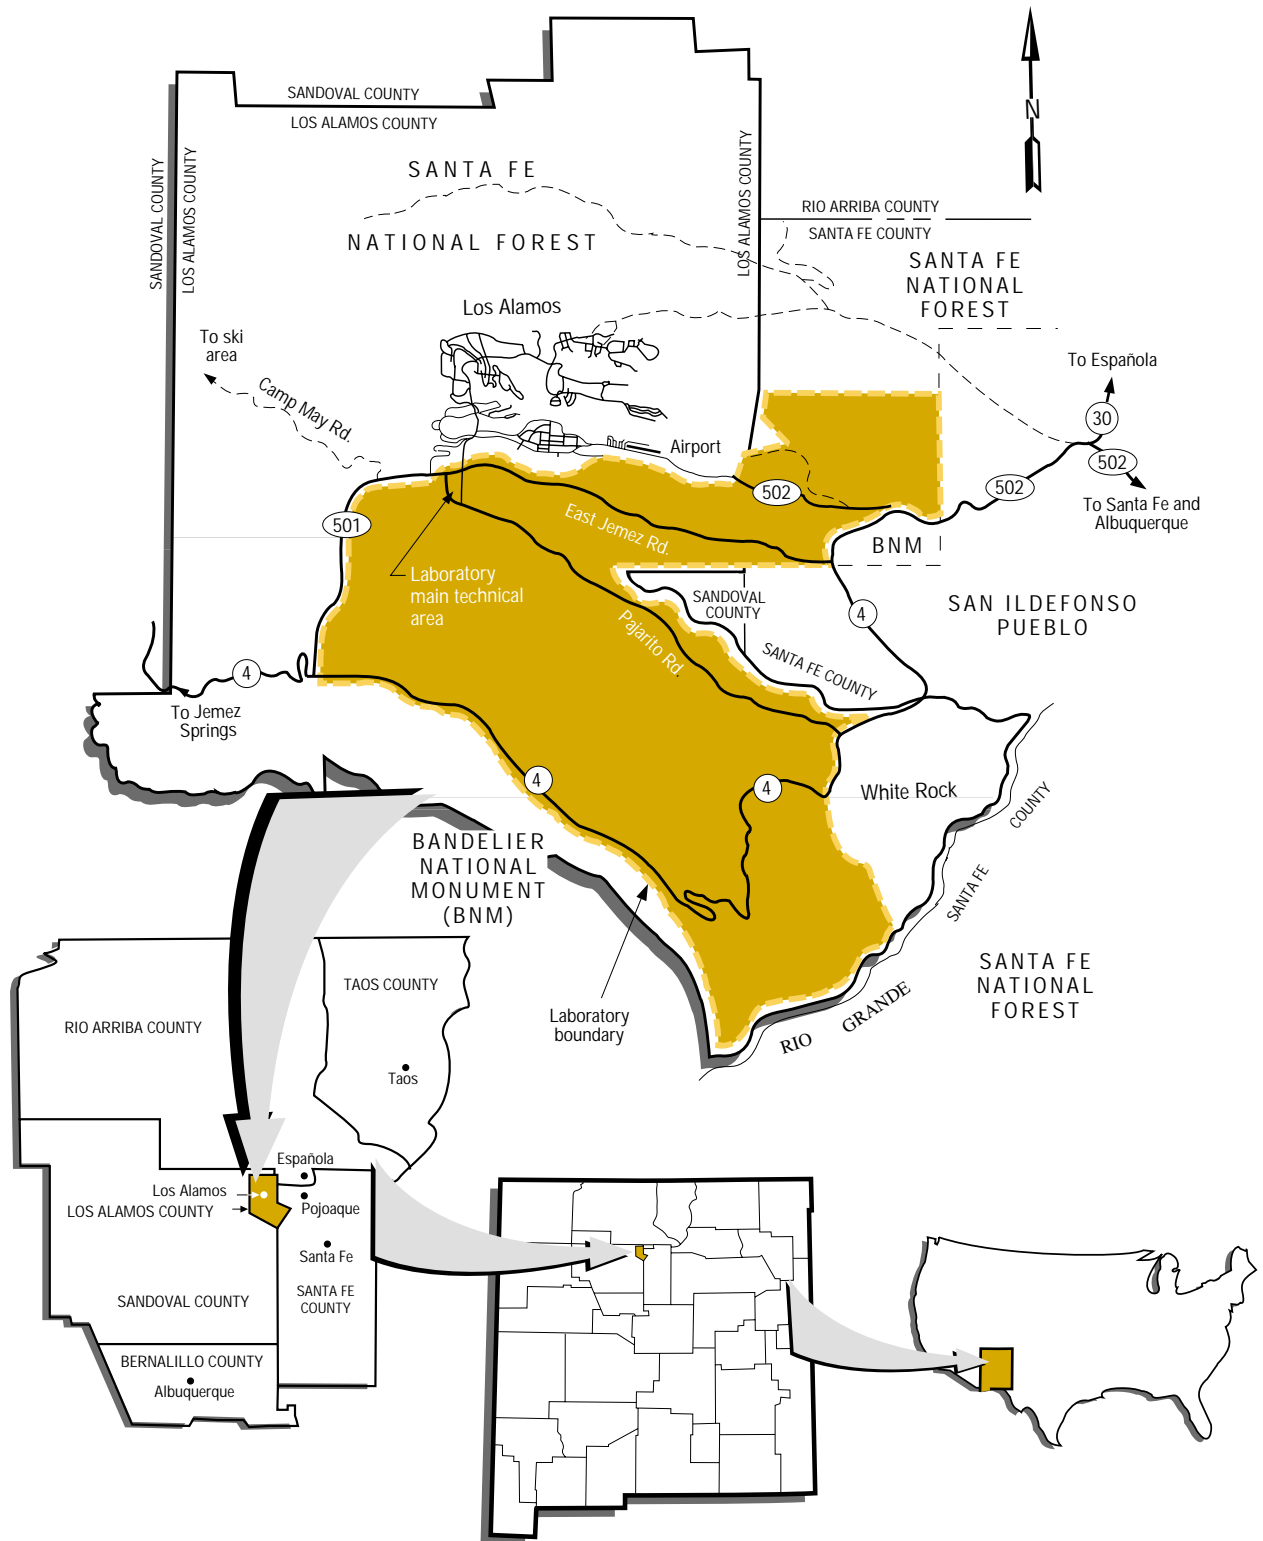 SANDOVAL COUNTY
LOS ALAMOS COUNTY
N
SANDOVAL COUNTY
LOS ALAMOS COUNTY
LOS ALAMOS COUNTY
SANTA FE
NATIONAL FOREST
RIO ARRIBA COUNTY
SANTA FE COUNTY
SANTA FE
NATIONAL
FOREST
Los Alamos
To ski
area
Camp May Rd.
To Española
30
502
To Santa Fe and
Albuquerque
Airport
502
502
501
East Jemez Rd.
BNM
Laboratory
main technical
area
SANDOVAL
COUNTY
SAN ILDEFONSO
PUEBLO
4
Pajarito Rd.
SANTA FE COUNTY
4
To Jemez
Springs
4
4
White Rock
COUNTY
SANTA FE
BANDELIER
NATIONAL
MONUMENT
(BNM)
SANTA FE
NATIONAL
FOREST
Laboratory
boundary
RIO GRANDE
TAOS COUNTY
RIO ARRIBA COUNTY
Taos
Española
Los Alamos
LOS ALAMOS COUNTY
Pojoaque
Santa Fe
SANTA FE
COUNTY
SANDOVAL COUNTY
BERNALILLO COUNTY
Albuquerque